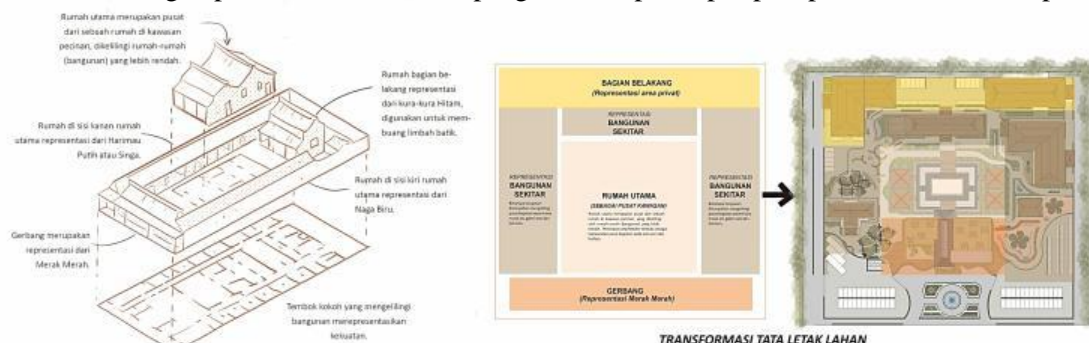 Rumah utama merupakan pusat
dari sebuah rumah di kawasan
pecinan, dikelilingi rumah-rumah
(bangunan) yang lebih rendah.
Rumah bagian be-
lakang representasi
dari kura-kura Hitam,
digunakan untuk mem-
buang limbah batik.
Rumah di sisi kanan rumah
utama representasi dari Harimau
Putih atau Singa.
Rumah di sisi kiri rumah
utama representasi dari
Naga Biru.
Gerbang merupakan
representasi dari
Merak Merah.
Tembok kokoh yang mengelilingi
bangunan merepresentasikan
kekuatan.
BAGIAN BELAKANG
(Representasi area privat)
REPRESENTASI
BANGUNAN
SEKITAR
REPRESENTASI
BANGUNAN
SEKITAR
RUMAH UTAMA
(SEBAGAI PUSAT KAWASAN)
REPRESENTASI
BANGUNAN
SEKITAR
GERBANG
(Representasi Merak Merah)
TRANSFORMASI TATA LETAK LAHAN